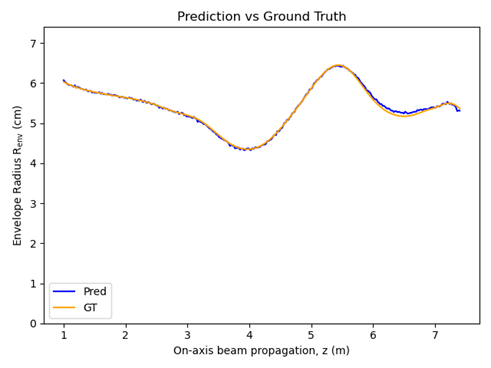 Prediction vs Ground Truth
7
6
5
4
3
2
1
0
Envelope Radius Renv (cm)
Pred
GT
1 2 3 4 5 6 7
On-axis beam propagation, z (m)